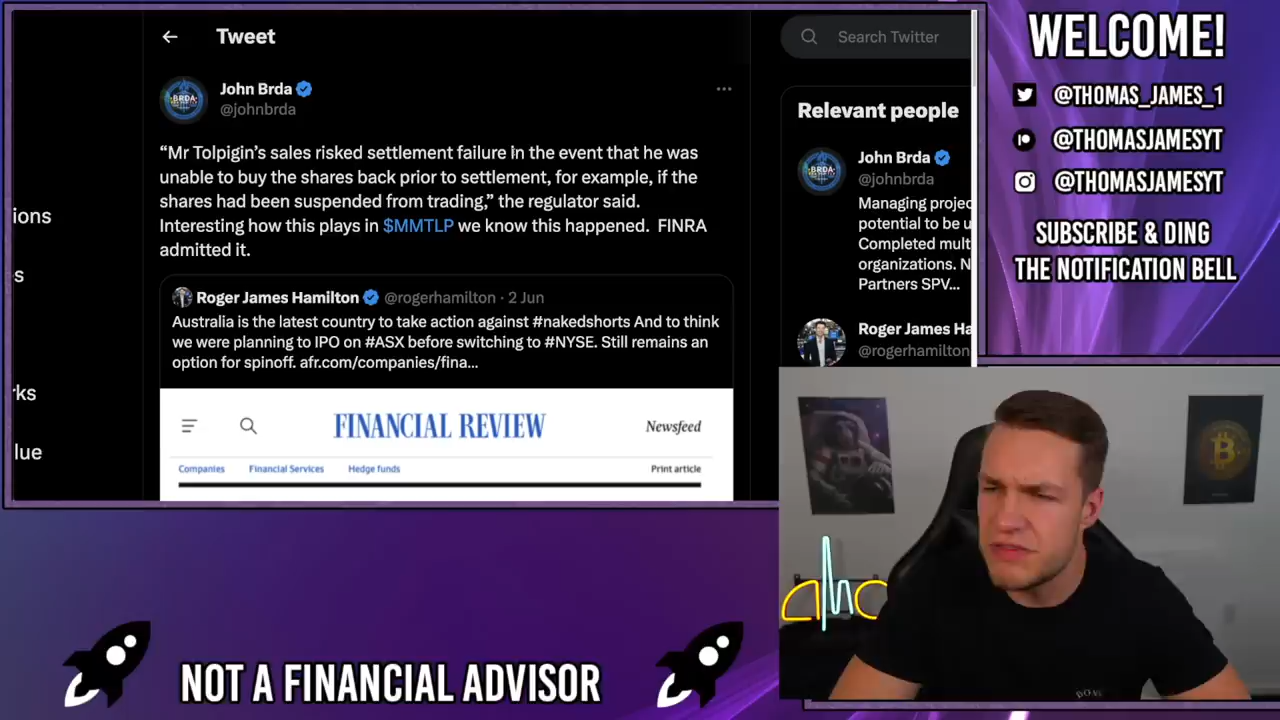 Tweet
Search Twitter
John Brda
@johnbrda
“Mr Tolpigin’s sales risked settlement failure in the event that he was
unable to buy the shares back prior to settlement, for example, if the
shares had been suspended from trading,” the regulator said.
Interesting how this plays in $MMTLP we know this happened. FINRA
admitted it.
Roger James Hamilton @rogerhamilton · 2 Jun
Australia is the latest country to take action against #nakedshorts And to think
we were planning to IPO on #ASX before switching to #NYSE. Still remains an
option for spinoff. afr.com/companies/fina...
FINANCIAL REVIEW
Newsfeed
Companies
Financial Services
Hedge funds
Print article
ions
s
rks
lue
Relevant people
John Brda
@johnbrda
Managing projec
potential to be u
Completed mult
organizations. N
Partners SPV...
Roger James Ha
@rogerhamilton
WELCOME!
@THOMAS_JAMES_1
@THOMASJAMESYT
@THOMASJAMESYT
SUBSCRIBE & DING
THE NOTIFICATION BELL
NOT A FINANCIAL ADVISOR
BRDA